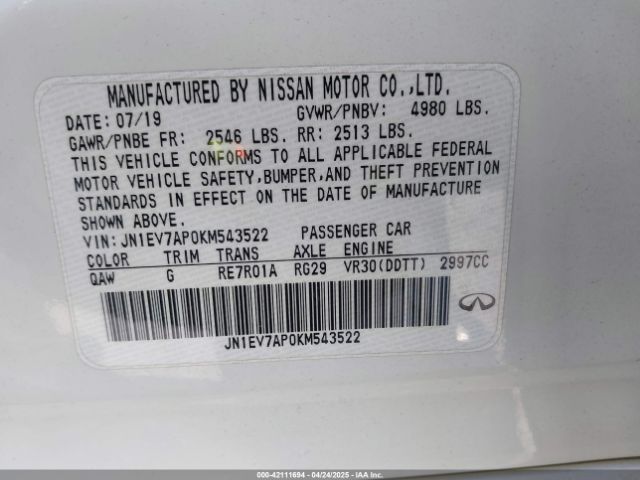 MANUFACTURED BY NISSAN MOTOR CO.,LTD.
DATE: 07/19 GVWR/PNBV: 4980 LBS.
GAWR/PNBE FR: 2546 LBS. RR: 2513 LBS.
THIS VEHICLE CONFORMS TO ALL APPLICABLE FEDERAL
MOTOR VEHICLE SAFETY,BUMPER,AND THEFT PREVENTION
STANDARDS IN EFFECT ON THE DATE OF MANUFACTURE
SHOWN ABOVE.
VIN: JN1EV7AP0KM543522 PASSENGER CAR
COLOR TRIM TRANS AXLE ENGINE
QAW G RE7R01A RG29 VR30(DDTT) 2997CC
JN1EV7AP0KM543522
000-42111694 - 04/24/2025 - IAA Inc.